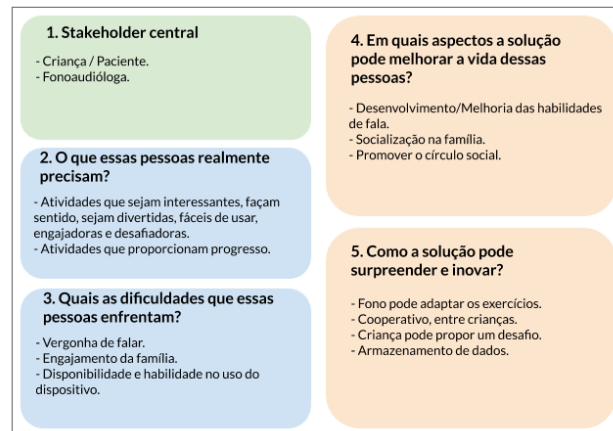 1. Stakeholder central
- Criança / Paciente.
- Fonoaudióloga.
2. O que essas pessoas realmente
precisam?
- Atividades que sejam interessantes, façam
sentido, sejam divertidas, fáceis de usar,
engajadoras e desafiadoras.
- Atividades que proporcionam progresso.
3. Quais as dificuldades que essas
pessoas enfrentam?
- Vergonha de falar.
- Engajamento da família.
- Disponibilidade e habilidade no uso do
dispositivo.
4. Em quais aspectos a solução
pode melhorar a vida dessas
pessoas?
- Desenvolvimento/Melhoria das habilidades
de fala.
- Socialização na família.
- Promover o círculo social.
5. Como a solução pode
surpreender e inovar?
- Fono pode adaptar os exercícios.
- Cooperativo, entre crianças.
- Criança pode propor um desafio.
- Armazenamento de dados.